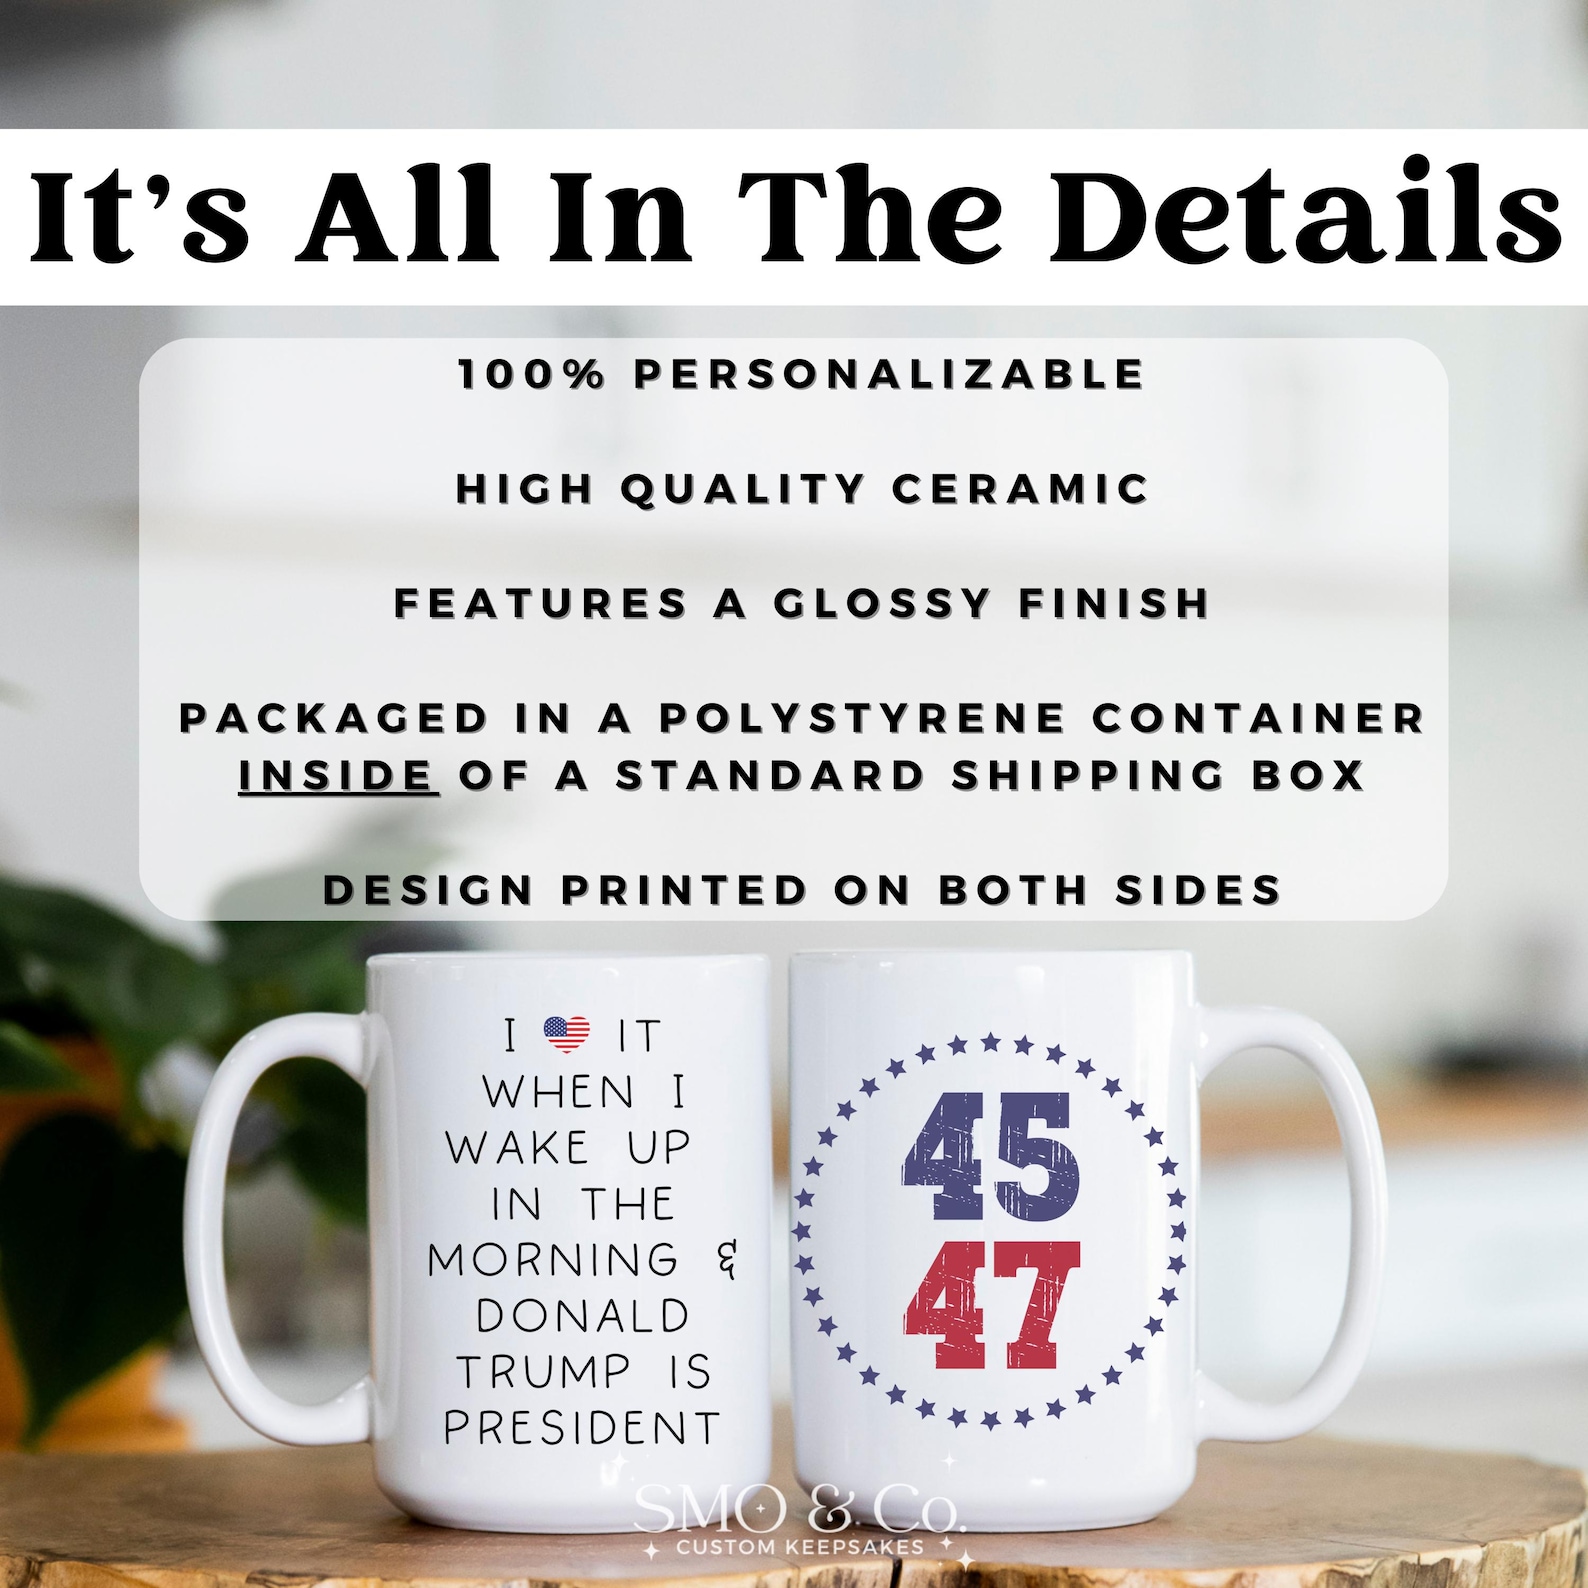 It's All In The Details
100% PERSONALIZABLE
HIGH QUALITY CERAMIC
FEATURES A GLOSSY FINISH
PACKAGED IN A POLYSTYRENE CONTAINER
INSIDE OF A STANDARD SHIPPING BOX
DESIGN PRINTED ON BOTH SIDES
I IT
WHEN I
WAKE UP
IN THE
MORNING &
DONALD
TRUMP IS
PRESIDENT
45
47
SMO & Co.
CUSTOM KEEPSAKES